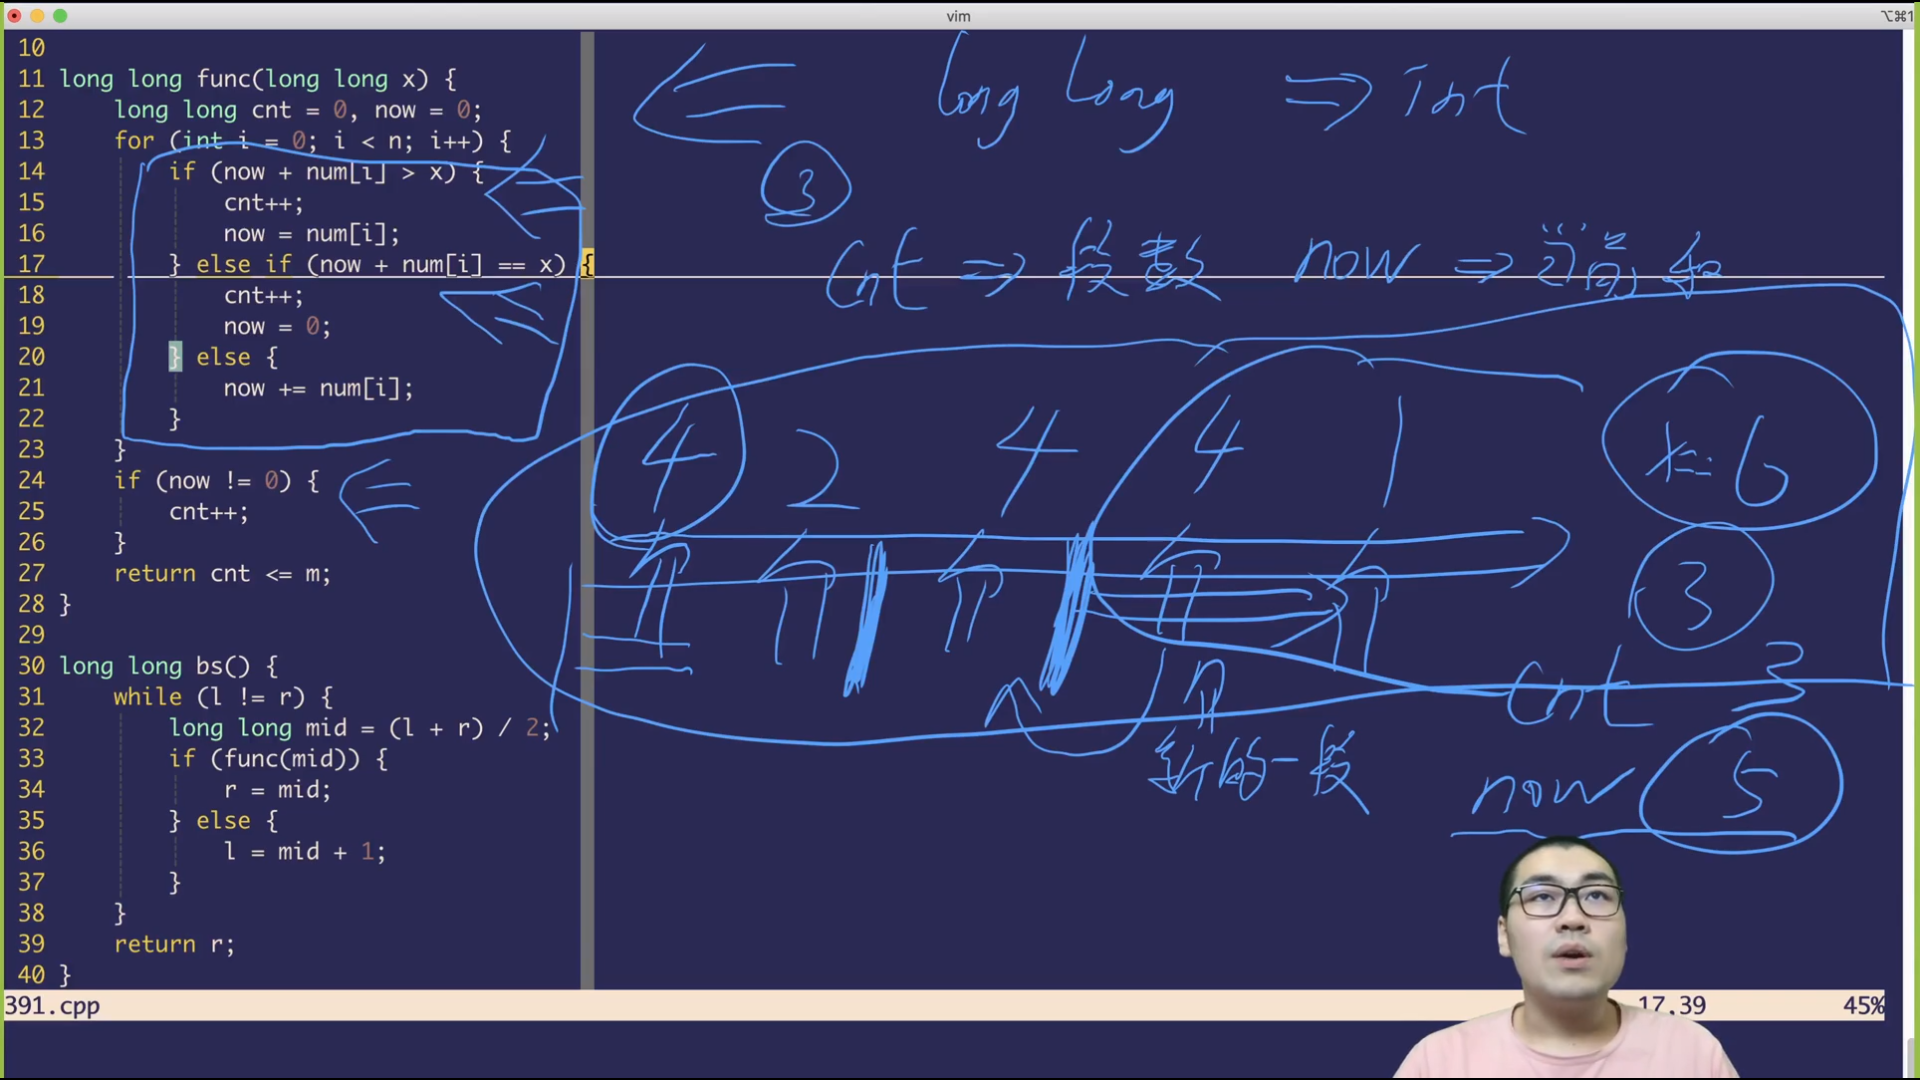 vim
⌥⌘1
10
11 long long func(long long x) {
12     long long cnt = 0, now = 0;
13     for (int i = 0; i < n; i++) {
14         if (now + num[i] > x) {
15             cnt++;
16             now = num[i];
17         } else if (now + num[i] == x) {
18             cnt++;
19             now = 0;
20         } else {
21             now += num[i];
22         }
23     }
24     if (now != 0) {
25         cnt++;
26     }
27     return cnt <= m;
28 }
29
30 long long bs() {
31     while (l != r) {
32         long long mid = (l + r) / 2;
33         if (func(mid)) {
34             r = mid;
35         } else {
36             l = mid + 1;
37         }
38     }
39     return r;
40 }
391.cpp
17,39
45%
long long ⇒ int
3
cnt ⇒ 段数 now ⇒ 前和
4 2 4 4 1
x = 6
3
cnt 3
新的一段
now 5